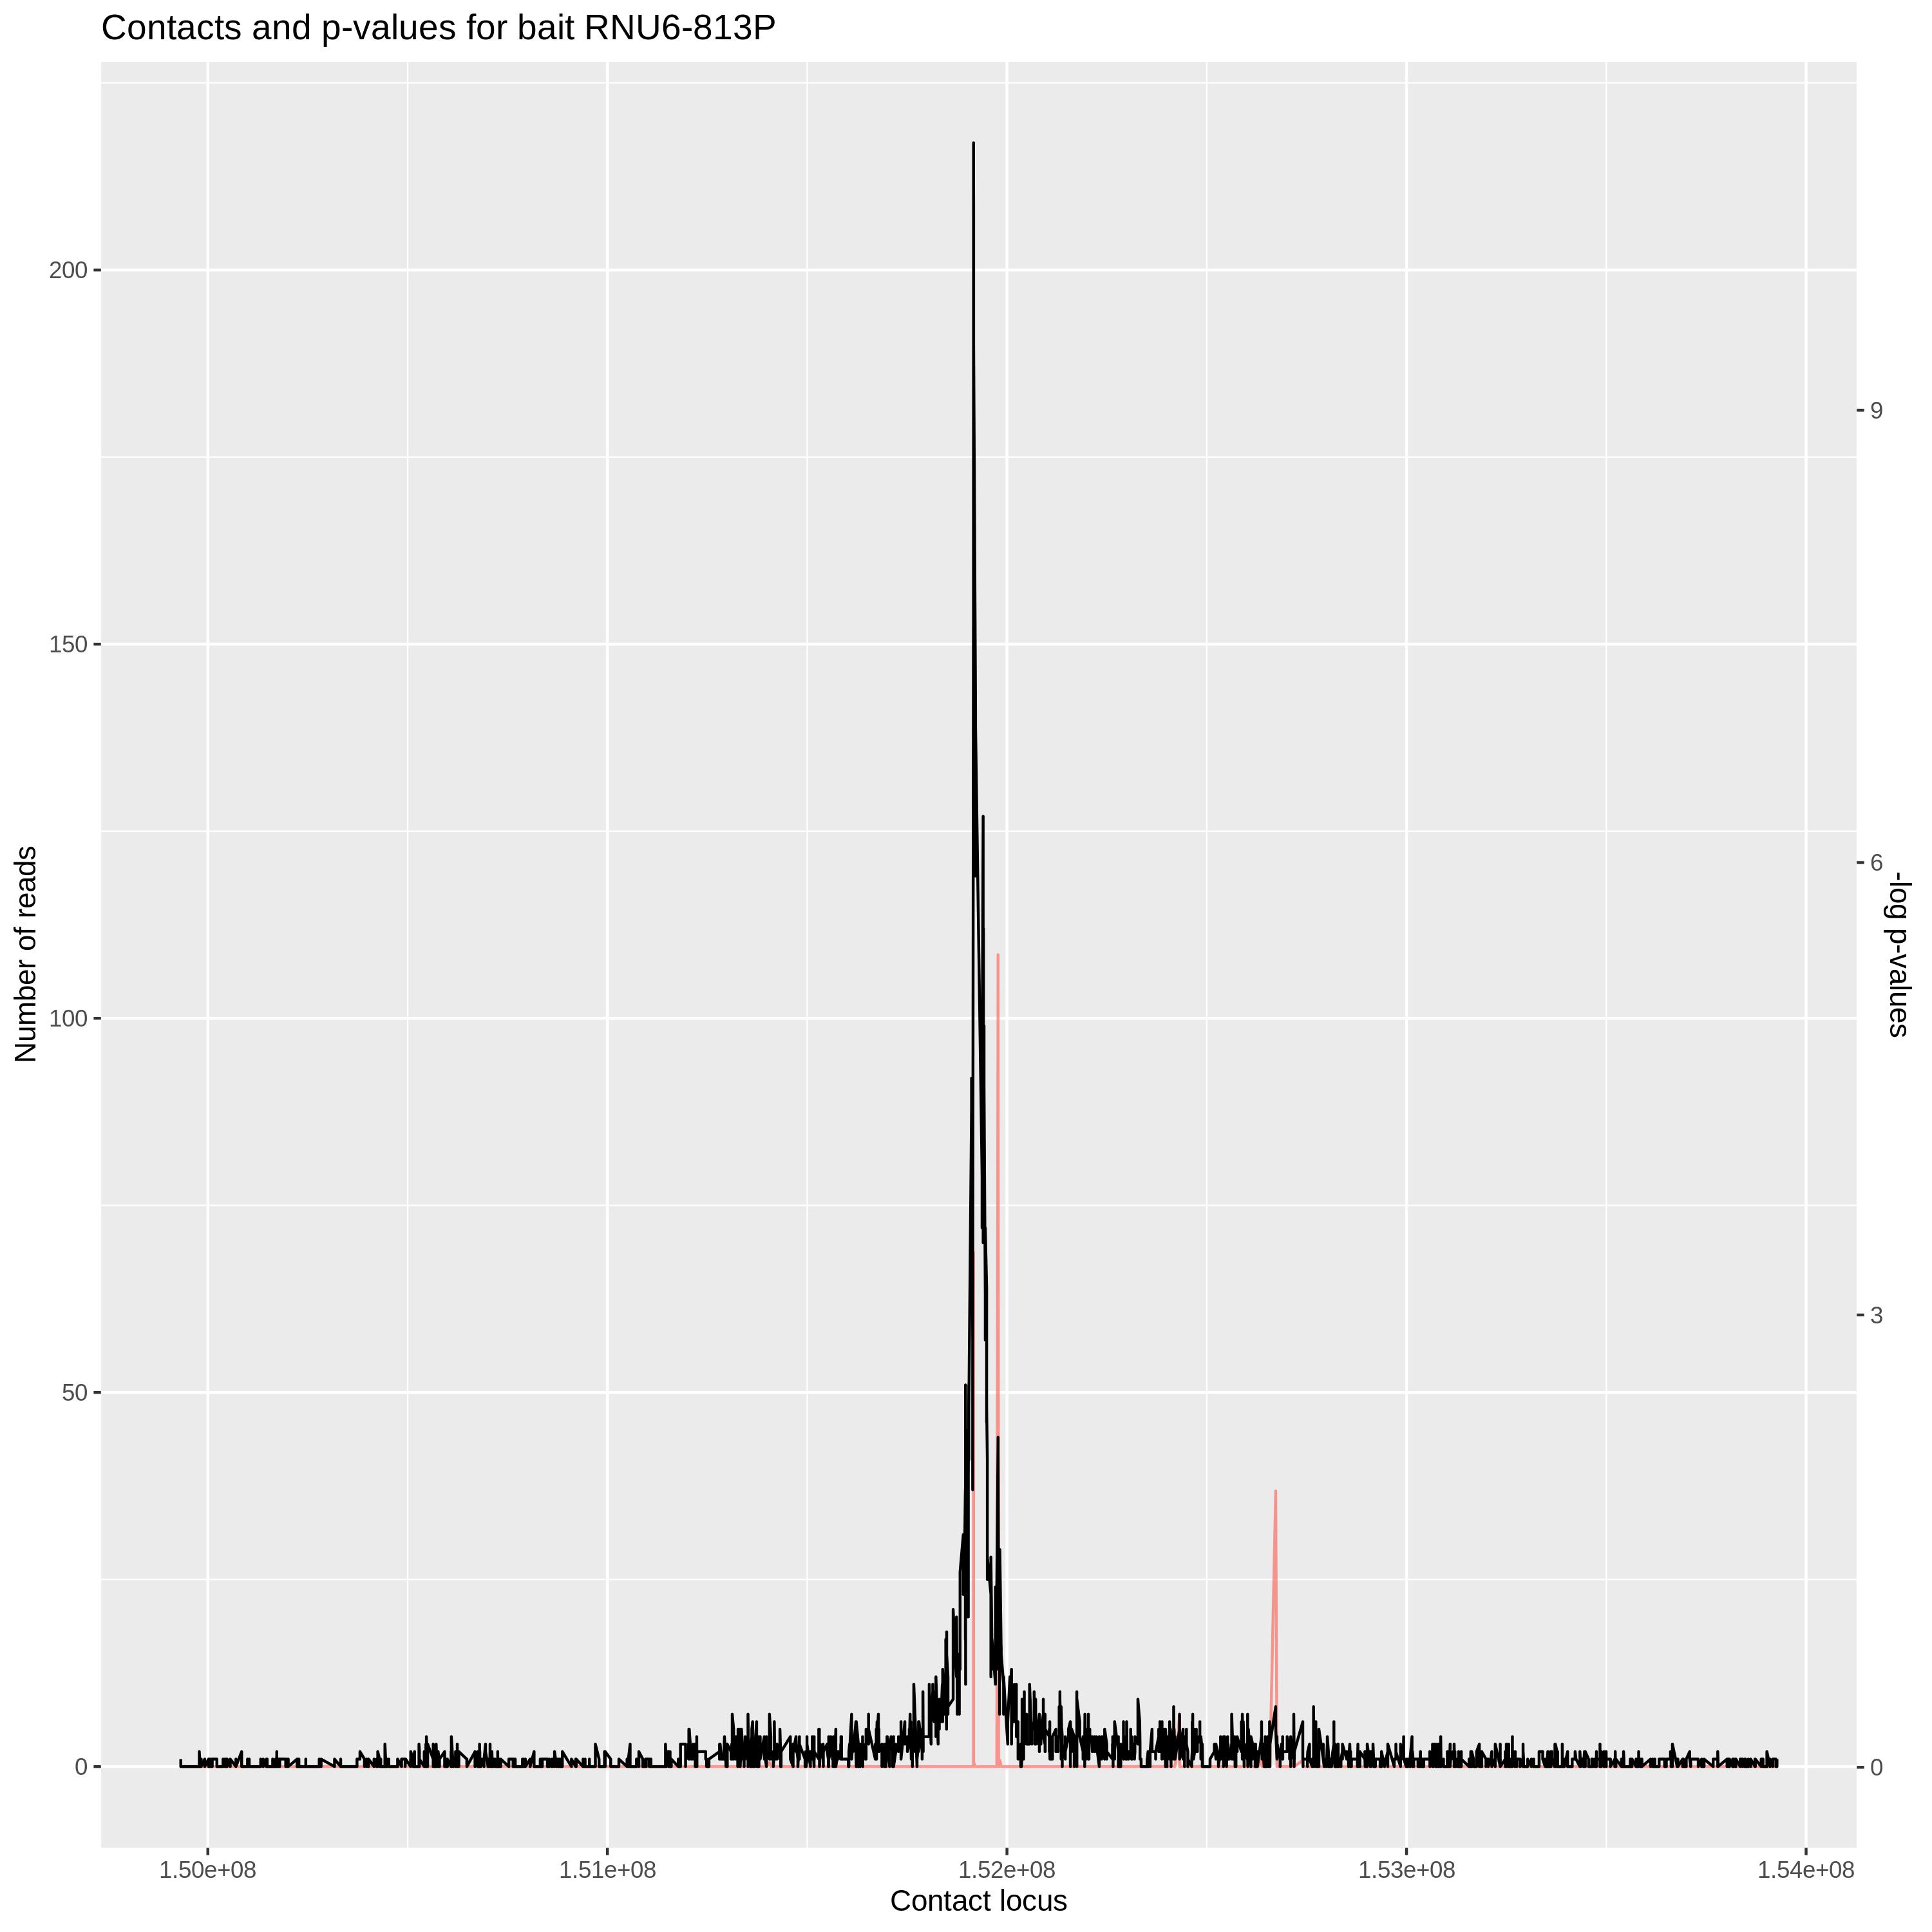 Contacts and p-values for bait RNU6-813P
Number of reads
200
150
100
50
0
9
6
3
0
-log p-values
1.50e+08
1.51e+08
1.52e+08
1.53e+08
1.54e+08
Contact locus